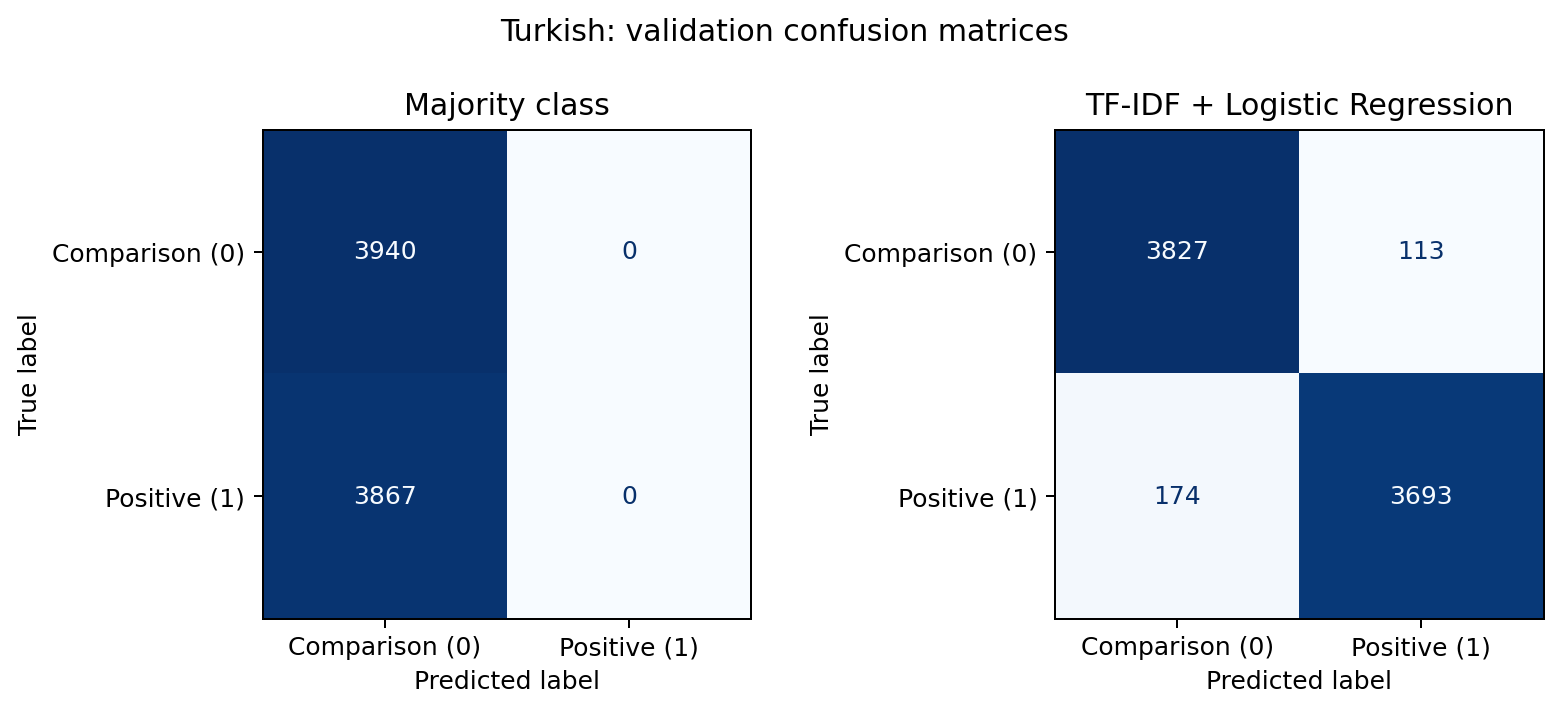 Turkish: validation confusion matrices
Majority class
Comparison (0)
3940
0
True label
Positive (1)
3867
0
Comparison (0)
Positive (1)
Predicted label
TF-IDF + Logistic Regression
Comparison (0)
3827
113
True label
Positive (1)
174
3693
Comparison (0)
Positive (1)
Predicted label